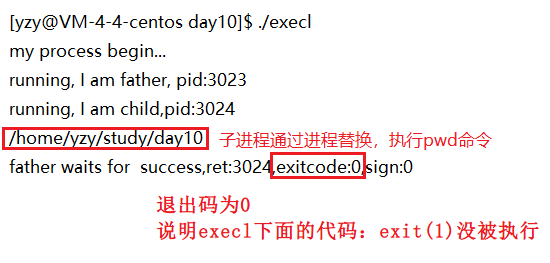 [yzy@VM-4-4-centos day10]$ ./execl
my process begin...
running, I am father, pid:3023
running, I am child,pid:3024
/home/yzy/study/day10 子进程通过进程替换，执行pwd命令
father waits for  success,ret:3024,exitcode:0,sign:0
退出码为0
说明execl下面的代码：exit(1)没被执行